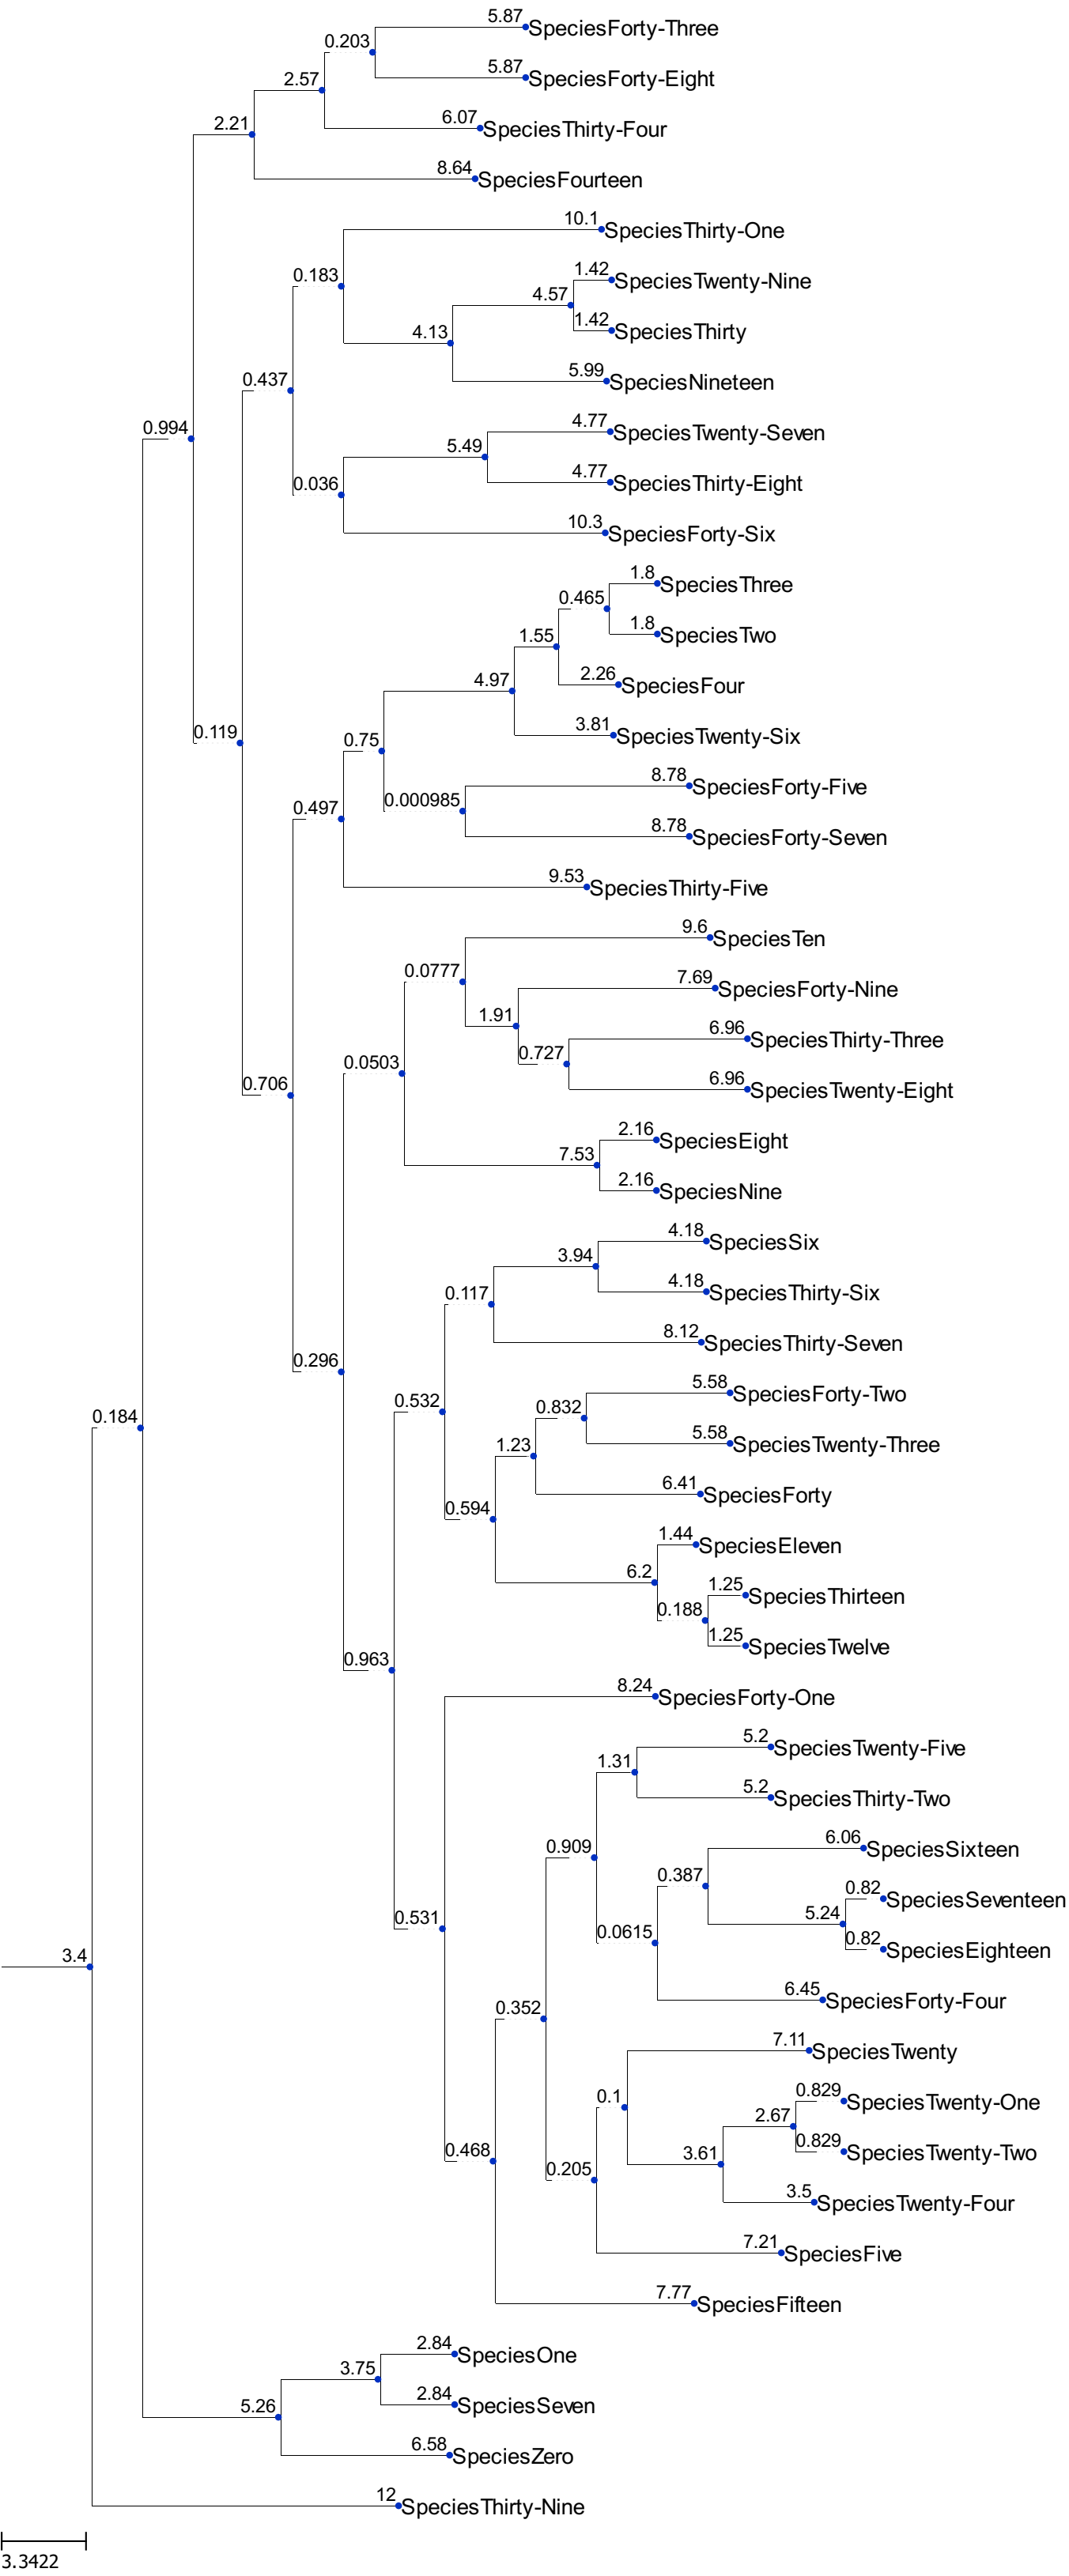 5.87
SpeciesForty-Three
0.203
5.87
SpeciesForty-Eight
2.57
6.07
SpeciesThirty-Four
2.21
8.64
SpeciesFourteen
10.1
SpeciesThirty-One
0.183
1.42
SpeciesTwenty-Nine
4.57
1.42
SpeciesThirty
4.13
5.99
SpeciesNineteen
0.437
0.994
4.77
SpeciesTwenty-Seven
5.49
4.77
SpeciesThirty-Eight
0.036
10.3
SpeciesForty-Six
1.8
SpeciesThree
0.465
1.8
SpeciesTwo
1.55
2.26
SpeciesFour
4.97
3.81
SpeciesTwenty-Six
0.119
0.75
8.78
SpeciesForty-Five
0.000985
0.497
8.78
SpeciesForty-Seven
9.53
SpeciesThirty-Five
9.6
SpeciesTen
0.0777
7.69
SpeciesForty-Nine
1.91
6.96
SpeciesThirty-Three
0.727
0.0503
6.96
SpeciesTwenty-Eight
0.706
2.16
SpeciesEight
7.53
2.16
SpeciesNine
4.18
SpeciesSix
3.94
4.18
SpeciesThirty-Six
0.117
8.12
SpeciesThirty-Seven
0.296
5.58
SpeciesForty-Two
0.532
0.832
0.184
5.58
SpeciesTwenty-Three
1.23
6.41
SpeciesForty
0.594
1.44
SpeciesEleven
6.2
1.25
SpeciesThirteen
0.188
1.25
SpeciesTwelve
0.963
8.24
SpeciesForty-One
5.2
SpeciesTwenty-Five
1.31
5.2
SpeciesThirty-Two
0.909
6.06
SpeciesSixteen
0.387
0.82
SpeciesSeventeen
5.24
0.531
0.0615
0.82
SpeciesEighteen
3.4
6.45
SpeciesForty-Four
0.352
7.11
SpeciesTwenty
0.1
0.829
SpeciesTwenty-One
2.67
0.829
SpeciesTwenty-Two
3.61
0.468
0.205
3.5
SpeciesTwenty-Four
7.21
SpeciesFive
7.77
SpeciesFifteen
2.84
SpeciesOne
3.75
2.84
SpeciesSeven
5.26
6.58
SpeciesZero
12
SpeciesThirty-Nine
3.3422